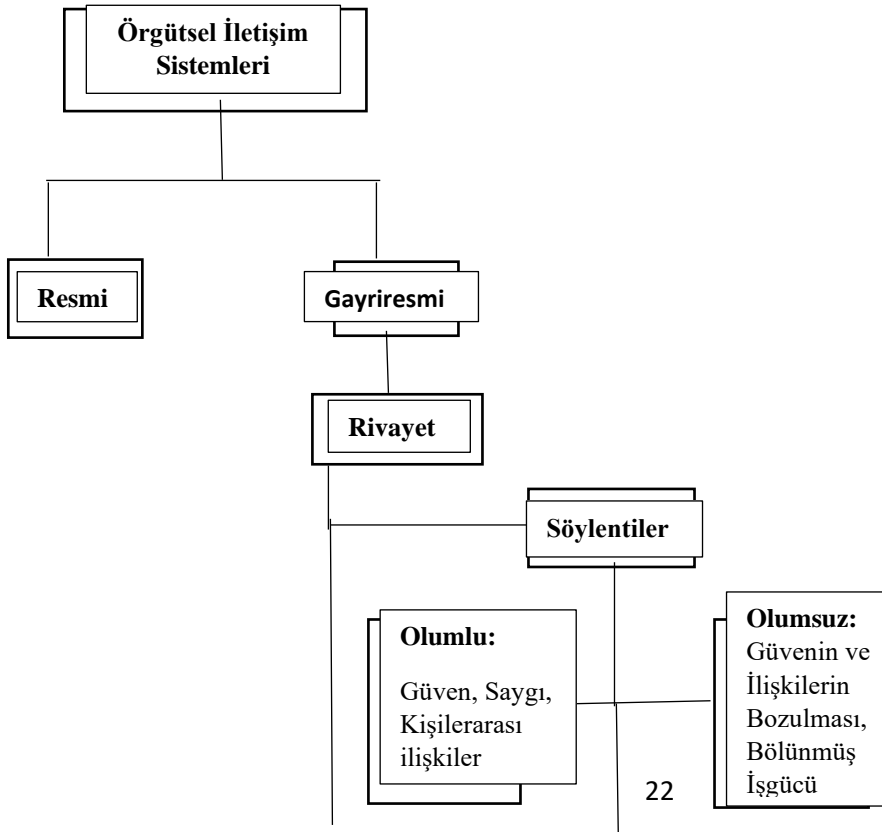 Örgütsel İletişim
Sistemleri
Resmi
Gayriresmi
Rivayet
Söylentiler
Olumlu:
Güven, Saygı,
Kişilerarası
ilişkiler
Olumsuz:
Güvenin ve
İlişkilerin
Bozulması,
Bölünmüş
İşgücü
22